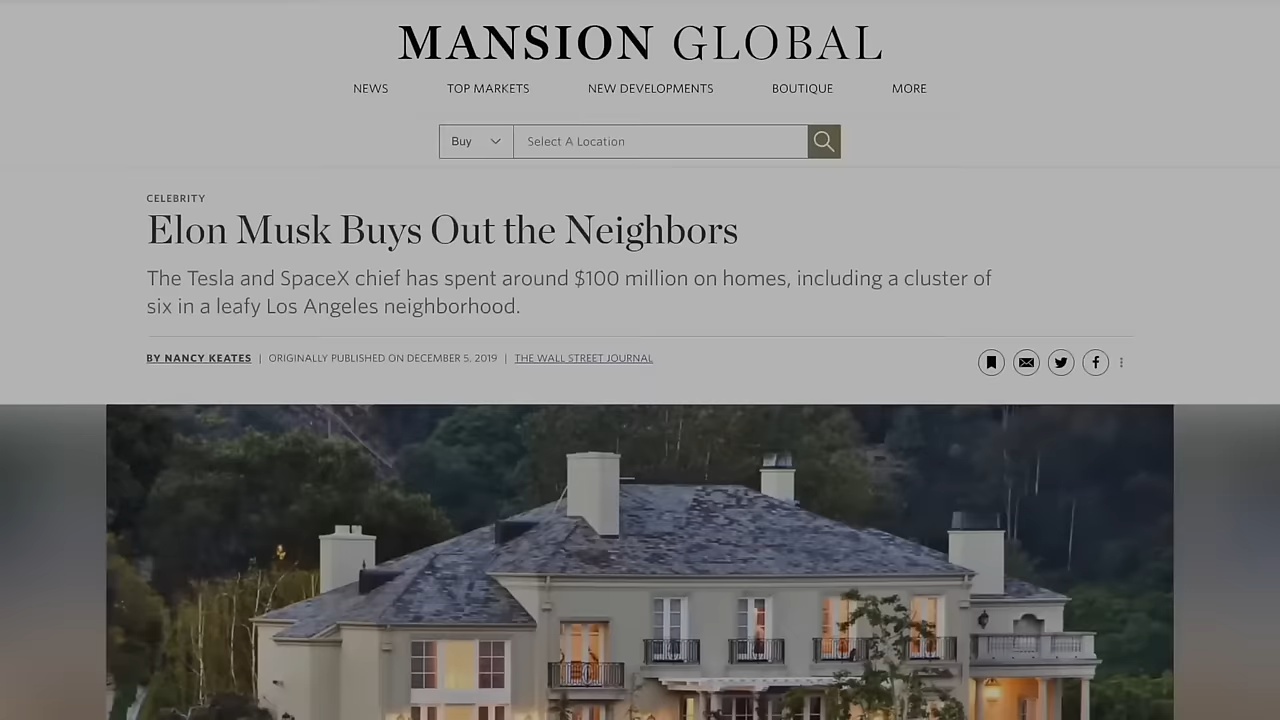 MANSION GLOBAL
NEWS TOP MARKETS NEW DEVELOPMENTS BOUTIQUE MORE
Buy Select A Location
CELEBRITY
Elon Musk Buys Out the Neighbors
The Tesla and SpaceX chief has spent around $100 million on homes, including a cluster of
six in a leafy Los Angeles neighborhood.
BY NANCY KEATES | ORIGINALLY PUBLISHED ON DECEMBER 5, 2019 | THE WALL STREET JOURNAL